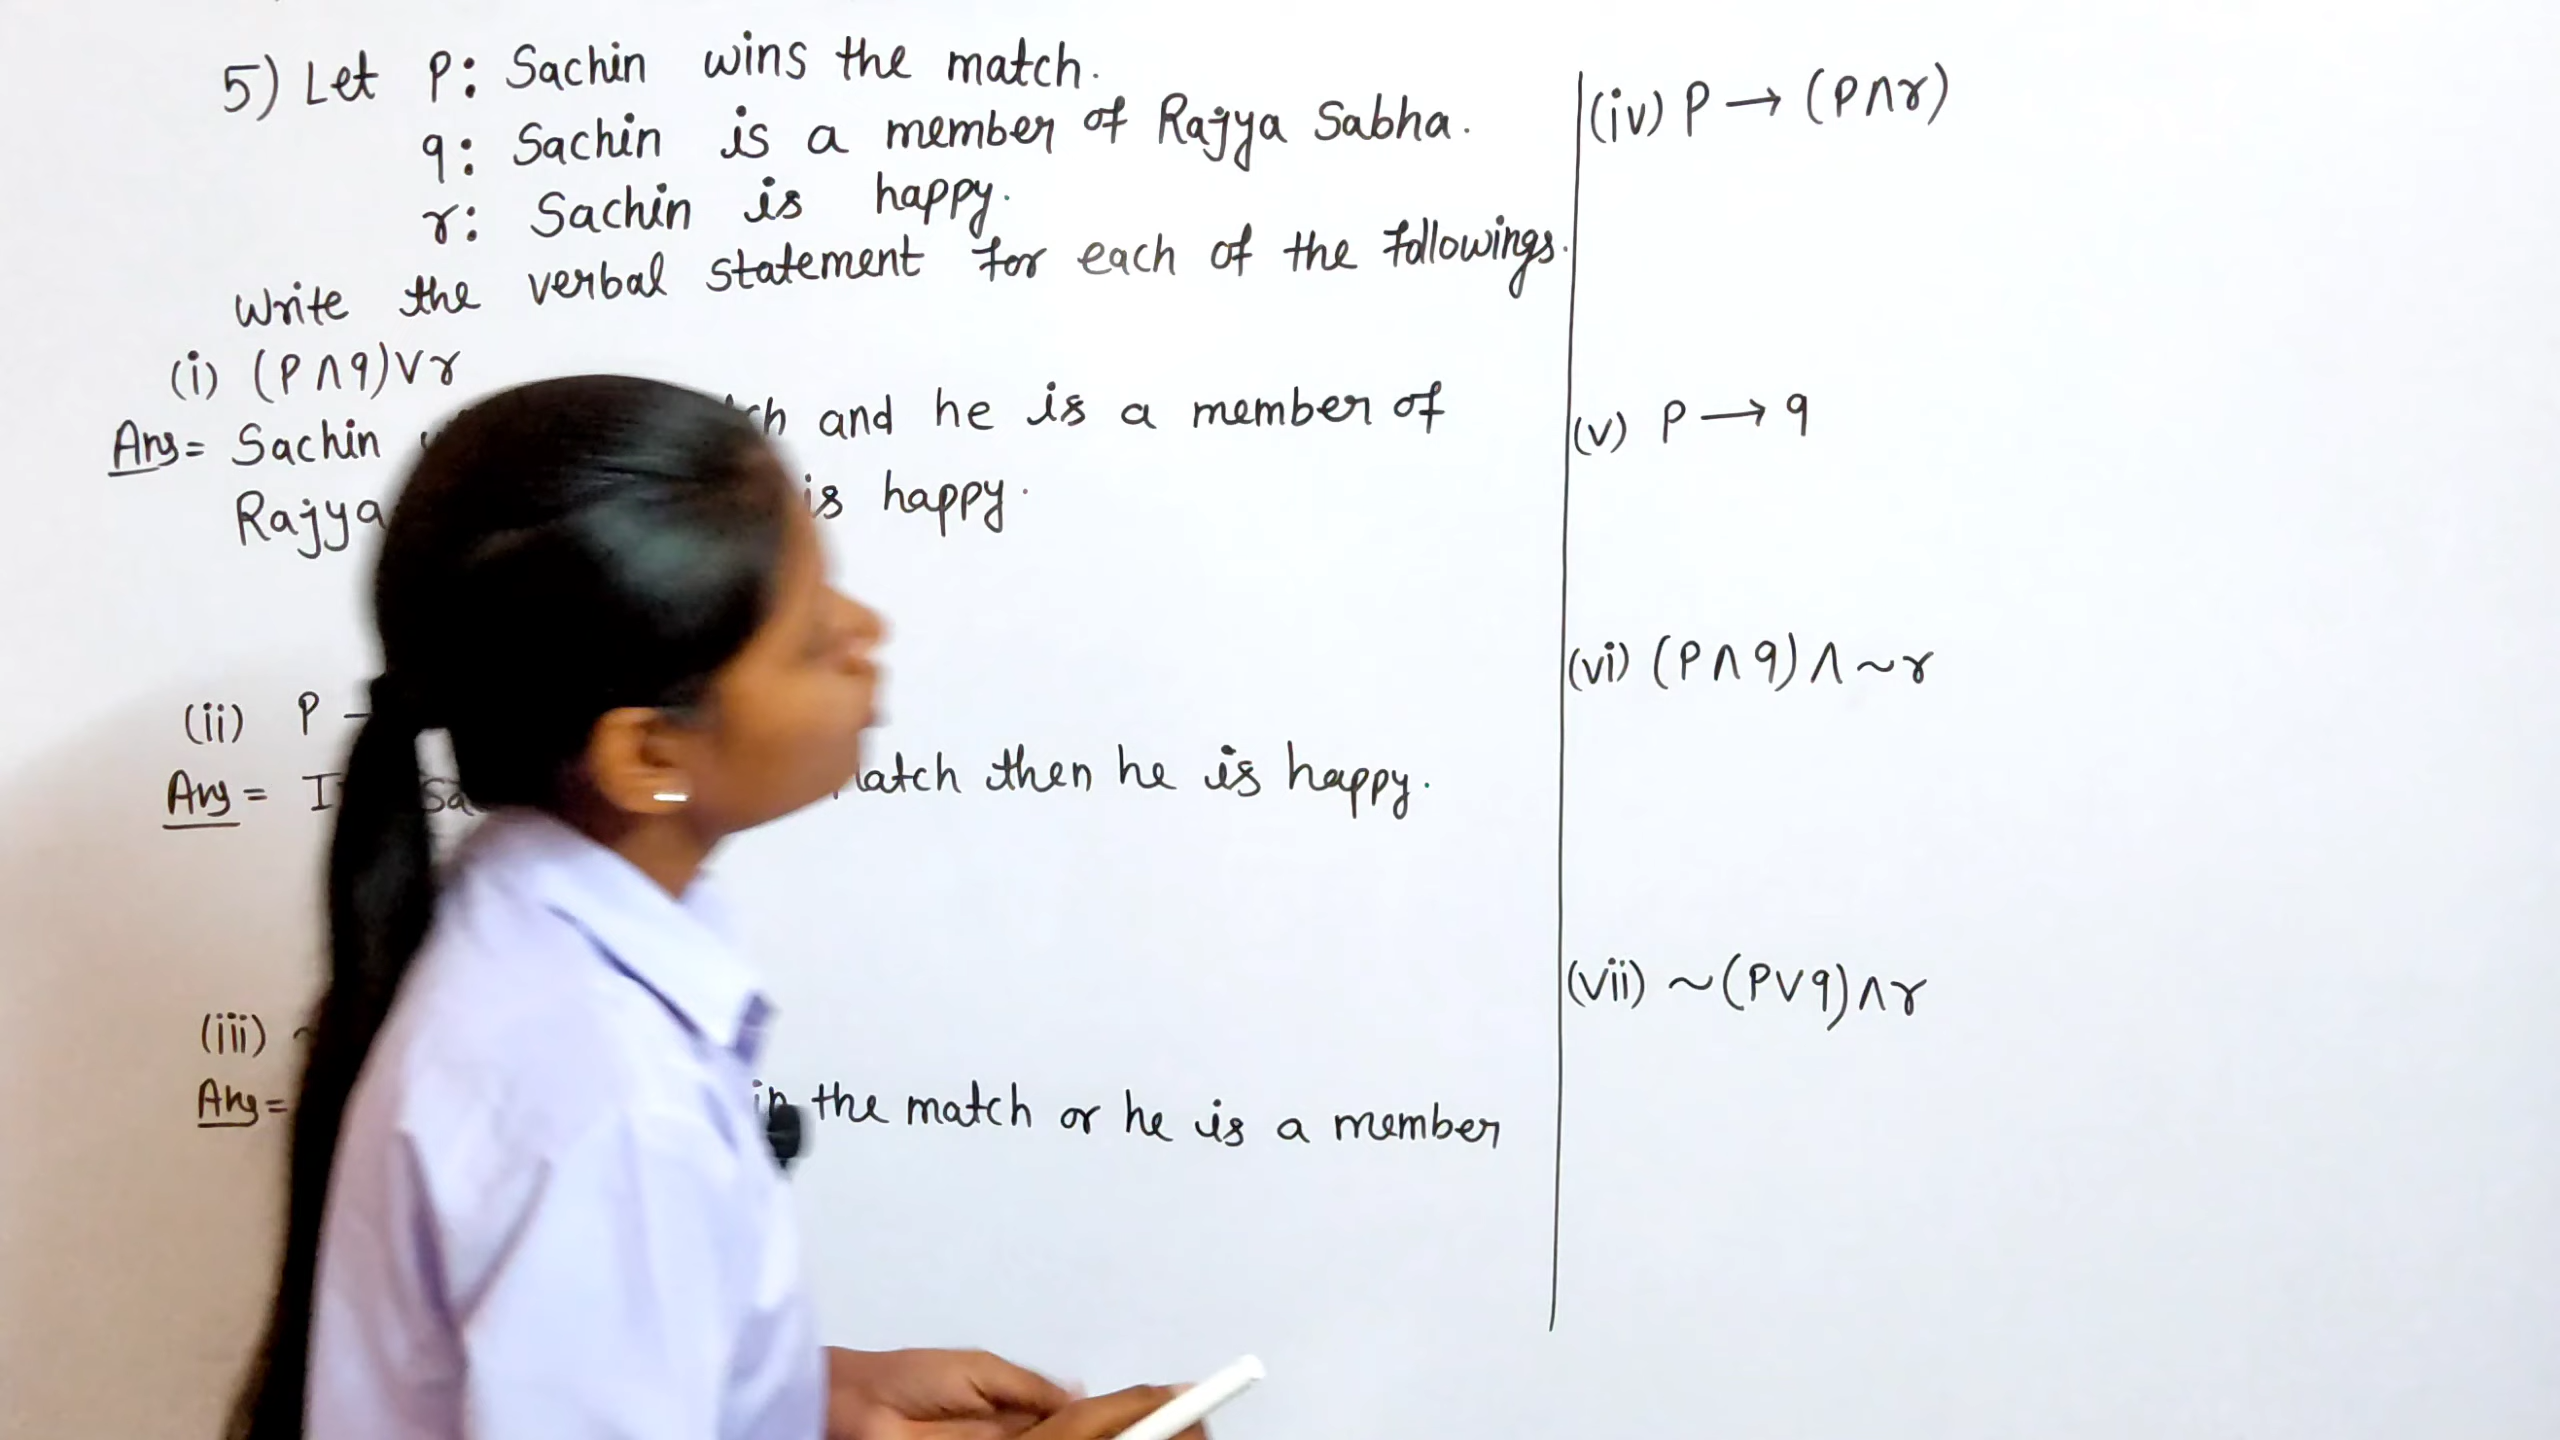 5) Let p: Sachin wins the match.
q: Sachin is a member of Rajya Sabha.
r: Sachin is happy.
Write the verbal statement for each of the followings.
(i) (p∧q)∨r
Ans= Sachin and he is a member of
Rajya is happy.
(ii) p
Ans = happy. then he is
(iii) ~
Ans= the match or he is a member
(iv) p → (p∧r)
(v) p → q
(vi) (p∧q)∧~r
(vii) ~(p∨q)∧r